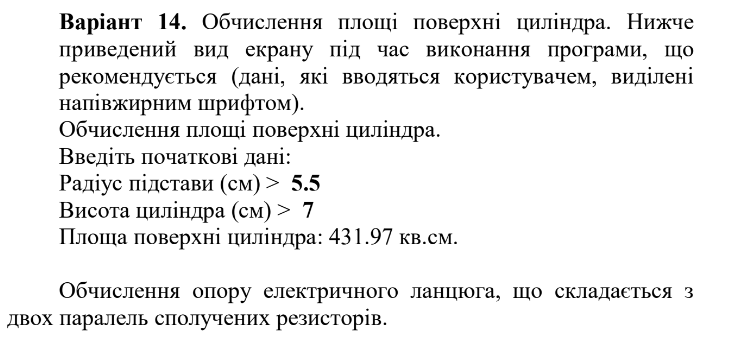 Варіант 14. Обчислення площі поверхні циліндра. Нижче
приведений вид екрану під час виконання програми, що
рекомендується (дані, які вводяться користувачем, виділені
напівжирним шрифтом).
Обчислення площі поверхні циліндра.
Введіть початкові дані:
Радіус підстави (см) > 5.5
Висота циліндра (см) > 7
Площа поверхні циліндра: 431.97 кв.см.
Обчислення опору електричного ланцюга, що складається з
двох паралель сполучених резисторів.